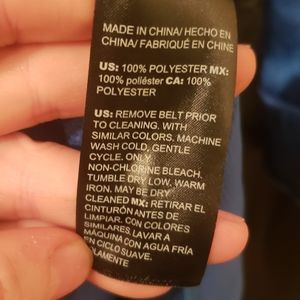 MADE IN CHINA/ HECHO EN
CHINA/ FABRIQUÉ EN CHINE
US: 100% POLYESTER MX:
100% poliéster CA: 100%
POLYESTER
US: REMOVE BELT PRIOR
TO CLEANING. WITH
SIMILAR COLORS. MACHINE
WASH COLD, GENTLE
CYCLE. ONLY
NON-CHLORINE BLEACH.
TUMBLE DRY LOW, WARM
IRON. MAY BE DRY
CLEANED MX: RETIRAR EL
CINTURÓN ANTES DE
LIMPIAR. CON COLORES
SIMILARES. LAVAR A
MÁQUINA CON AGUA FRÍA
EN CICLO SUAVE.